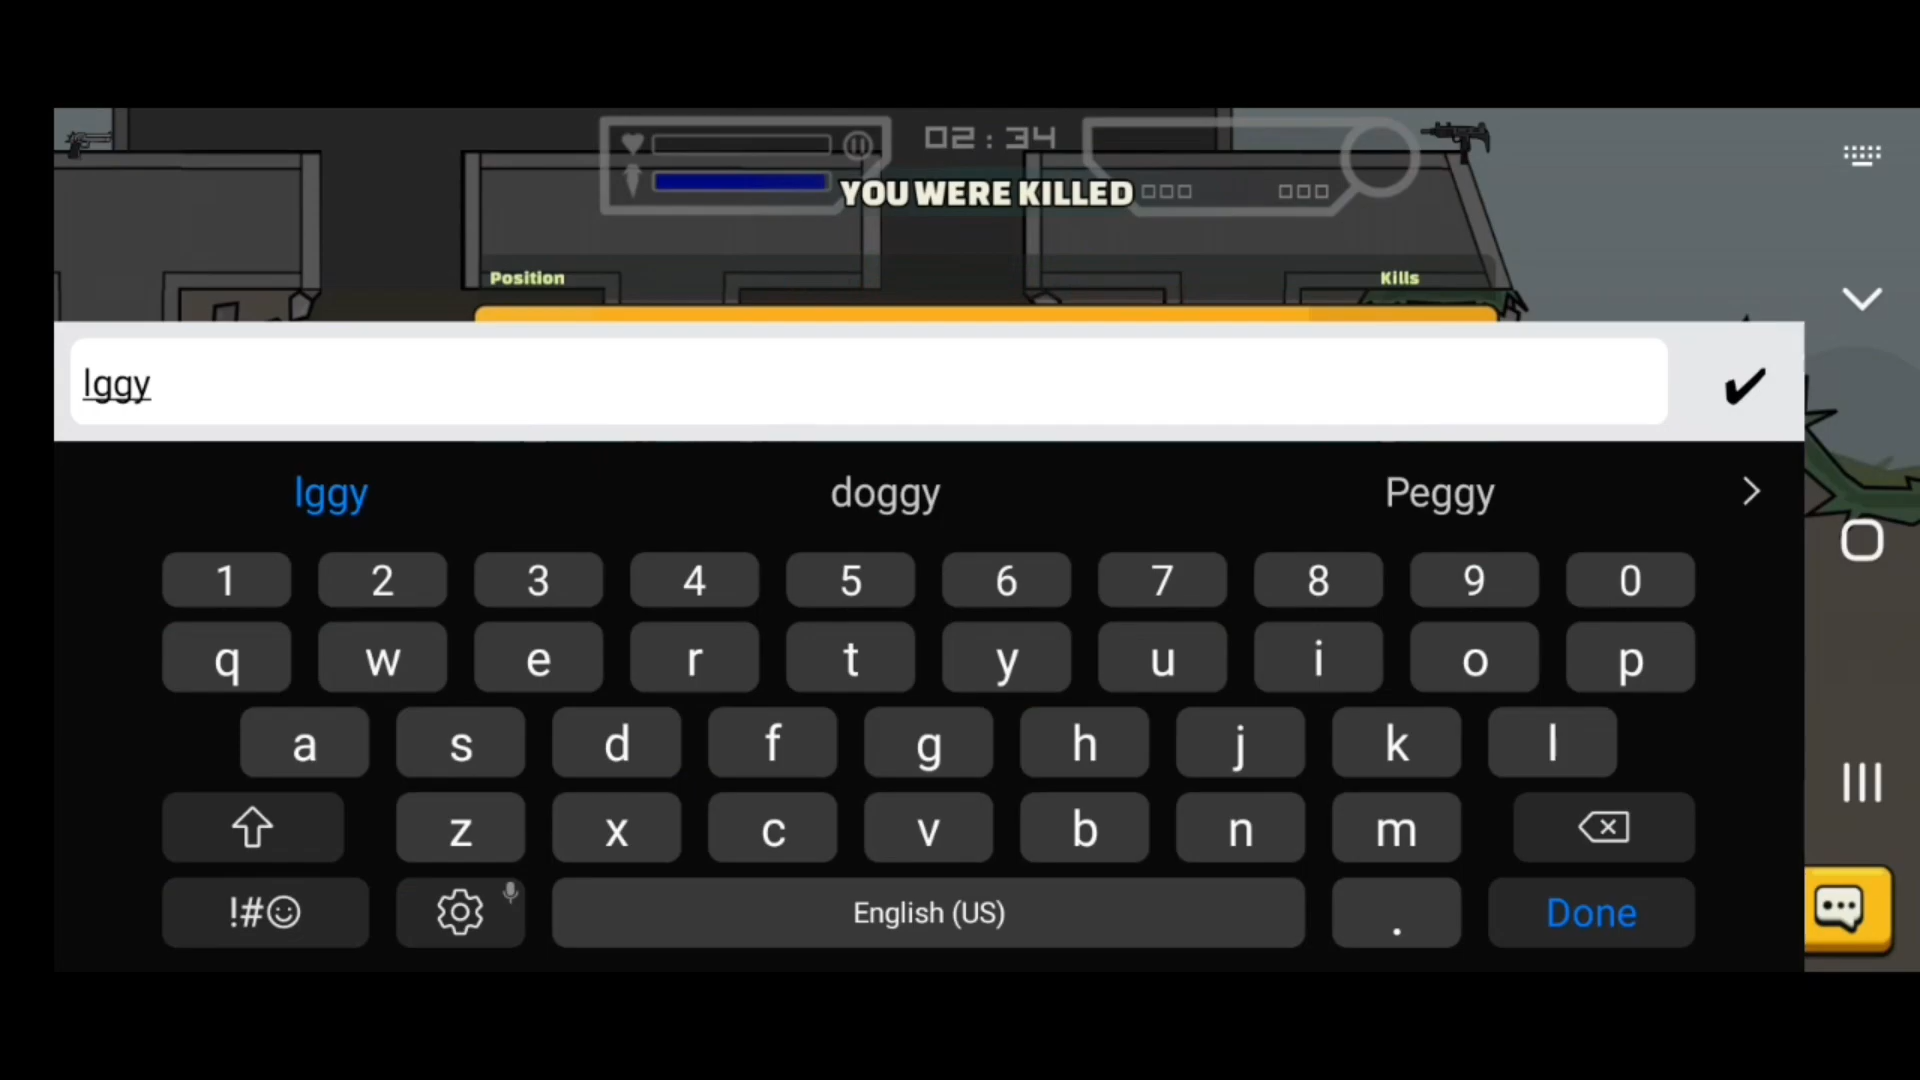 02:34
YOU WERE KILLED
Position Kills
Iggy
Iggy doggy Peggy
1 2 3 4 5 6 7 8 9 0
q w e r t y u i o p
a s d f g h j k l
z x c v b n m
!#☺ English (US) . Done